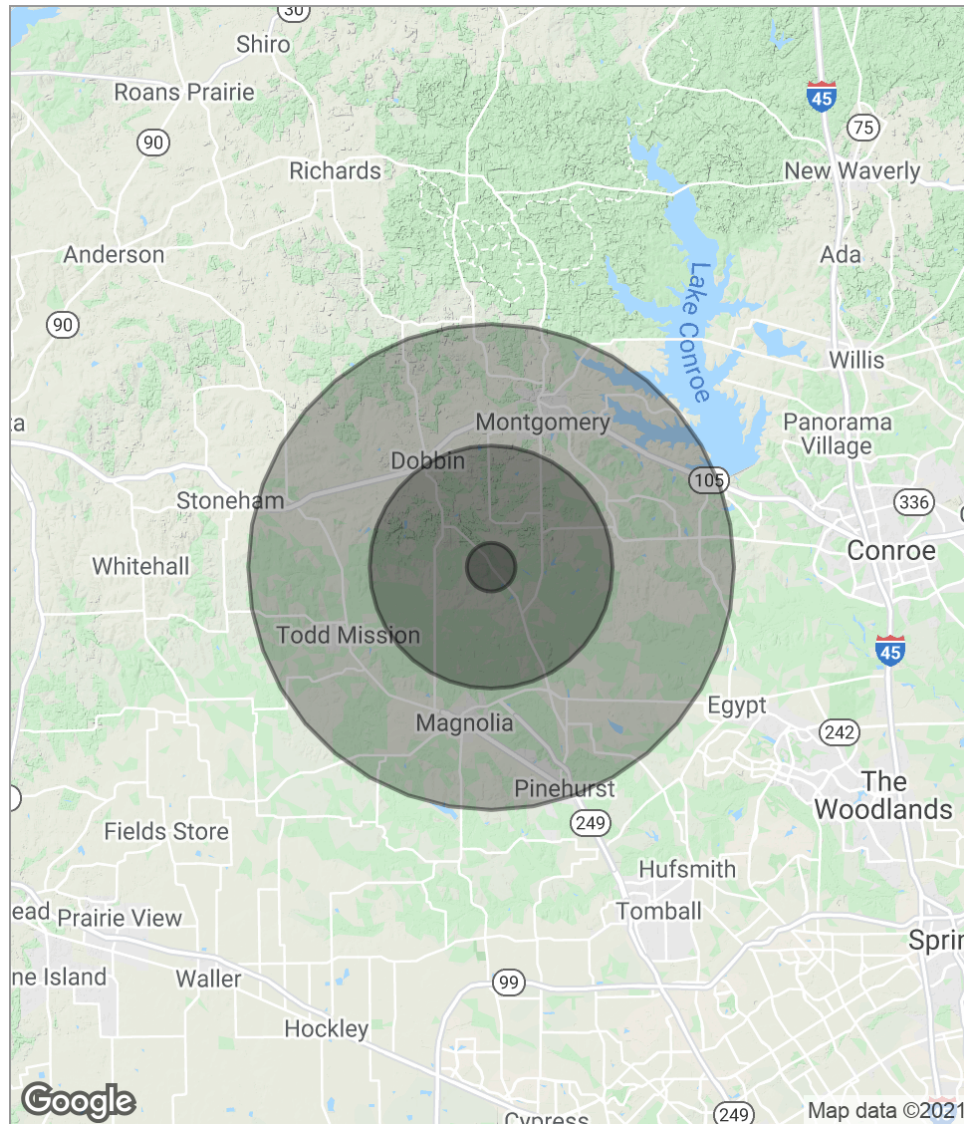 30
Shiro
45
Roans Prairie
75
90
Richards
New Waverly
Anderson
Ada
Lake Conroe
90
Willis
Montgomery
Panorama
Village
Dobbin
105
Stoneham
336
Conroe
Whitehall
Todd Mission
45
Egypt
Magnolia
242
The
Woodlands
Pinehurst
249
Fields Store
Hufsmith
ead
Prairie View
Tomball
Sprin
ne Island
Waller
99
Hockley
Google
Cypress
249
Map data ©2021